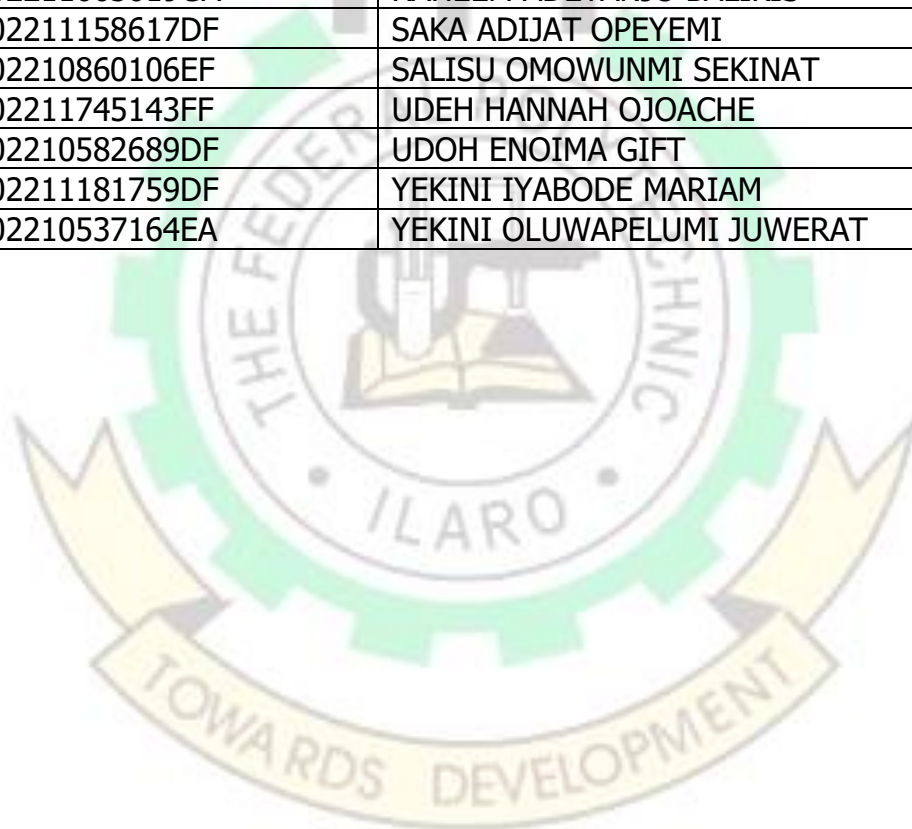 02211158617DF SAKA ADIJAT OPEYEMI
02210860106EF SALISU OMOWUNMI SEKINAT
02211745143FF UDEH HANNAH OJOACHE
02210582689DF UDOH ENOIMA GIFT
02211181759DF YEKINI IYABODE MARIAM
02210537164EA YEKINI OLUWAPELUMI JUWERAT
THE FEDERAL POLYTECHNIC
ILARO
TOWARDS DEVELOPMENT